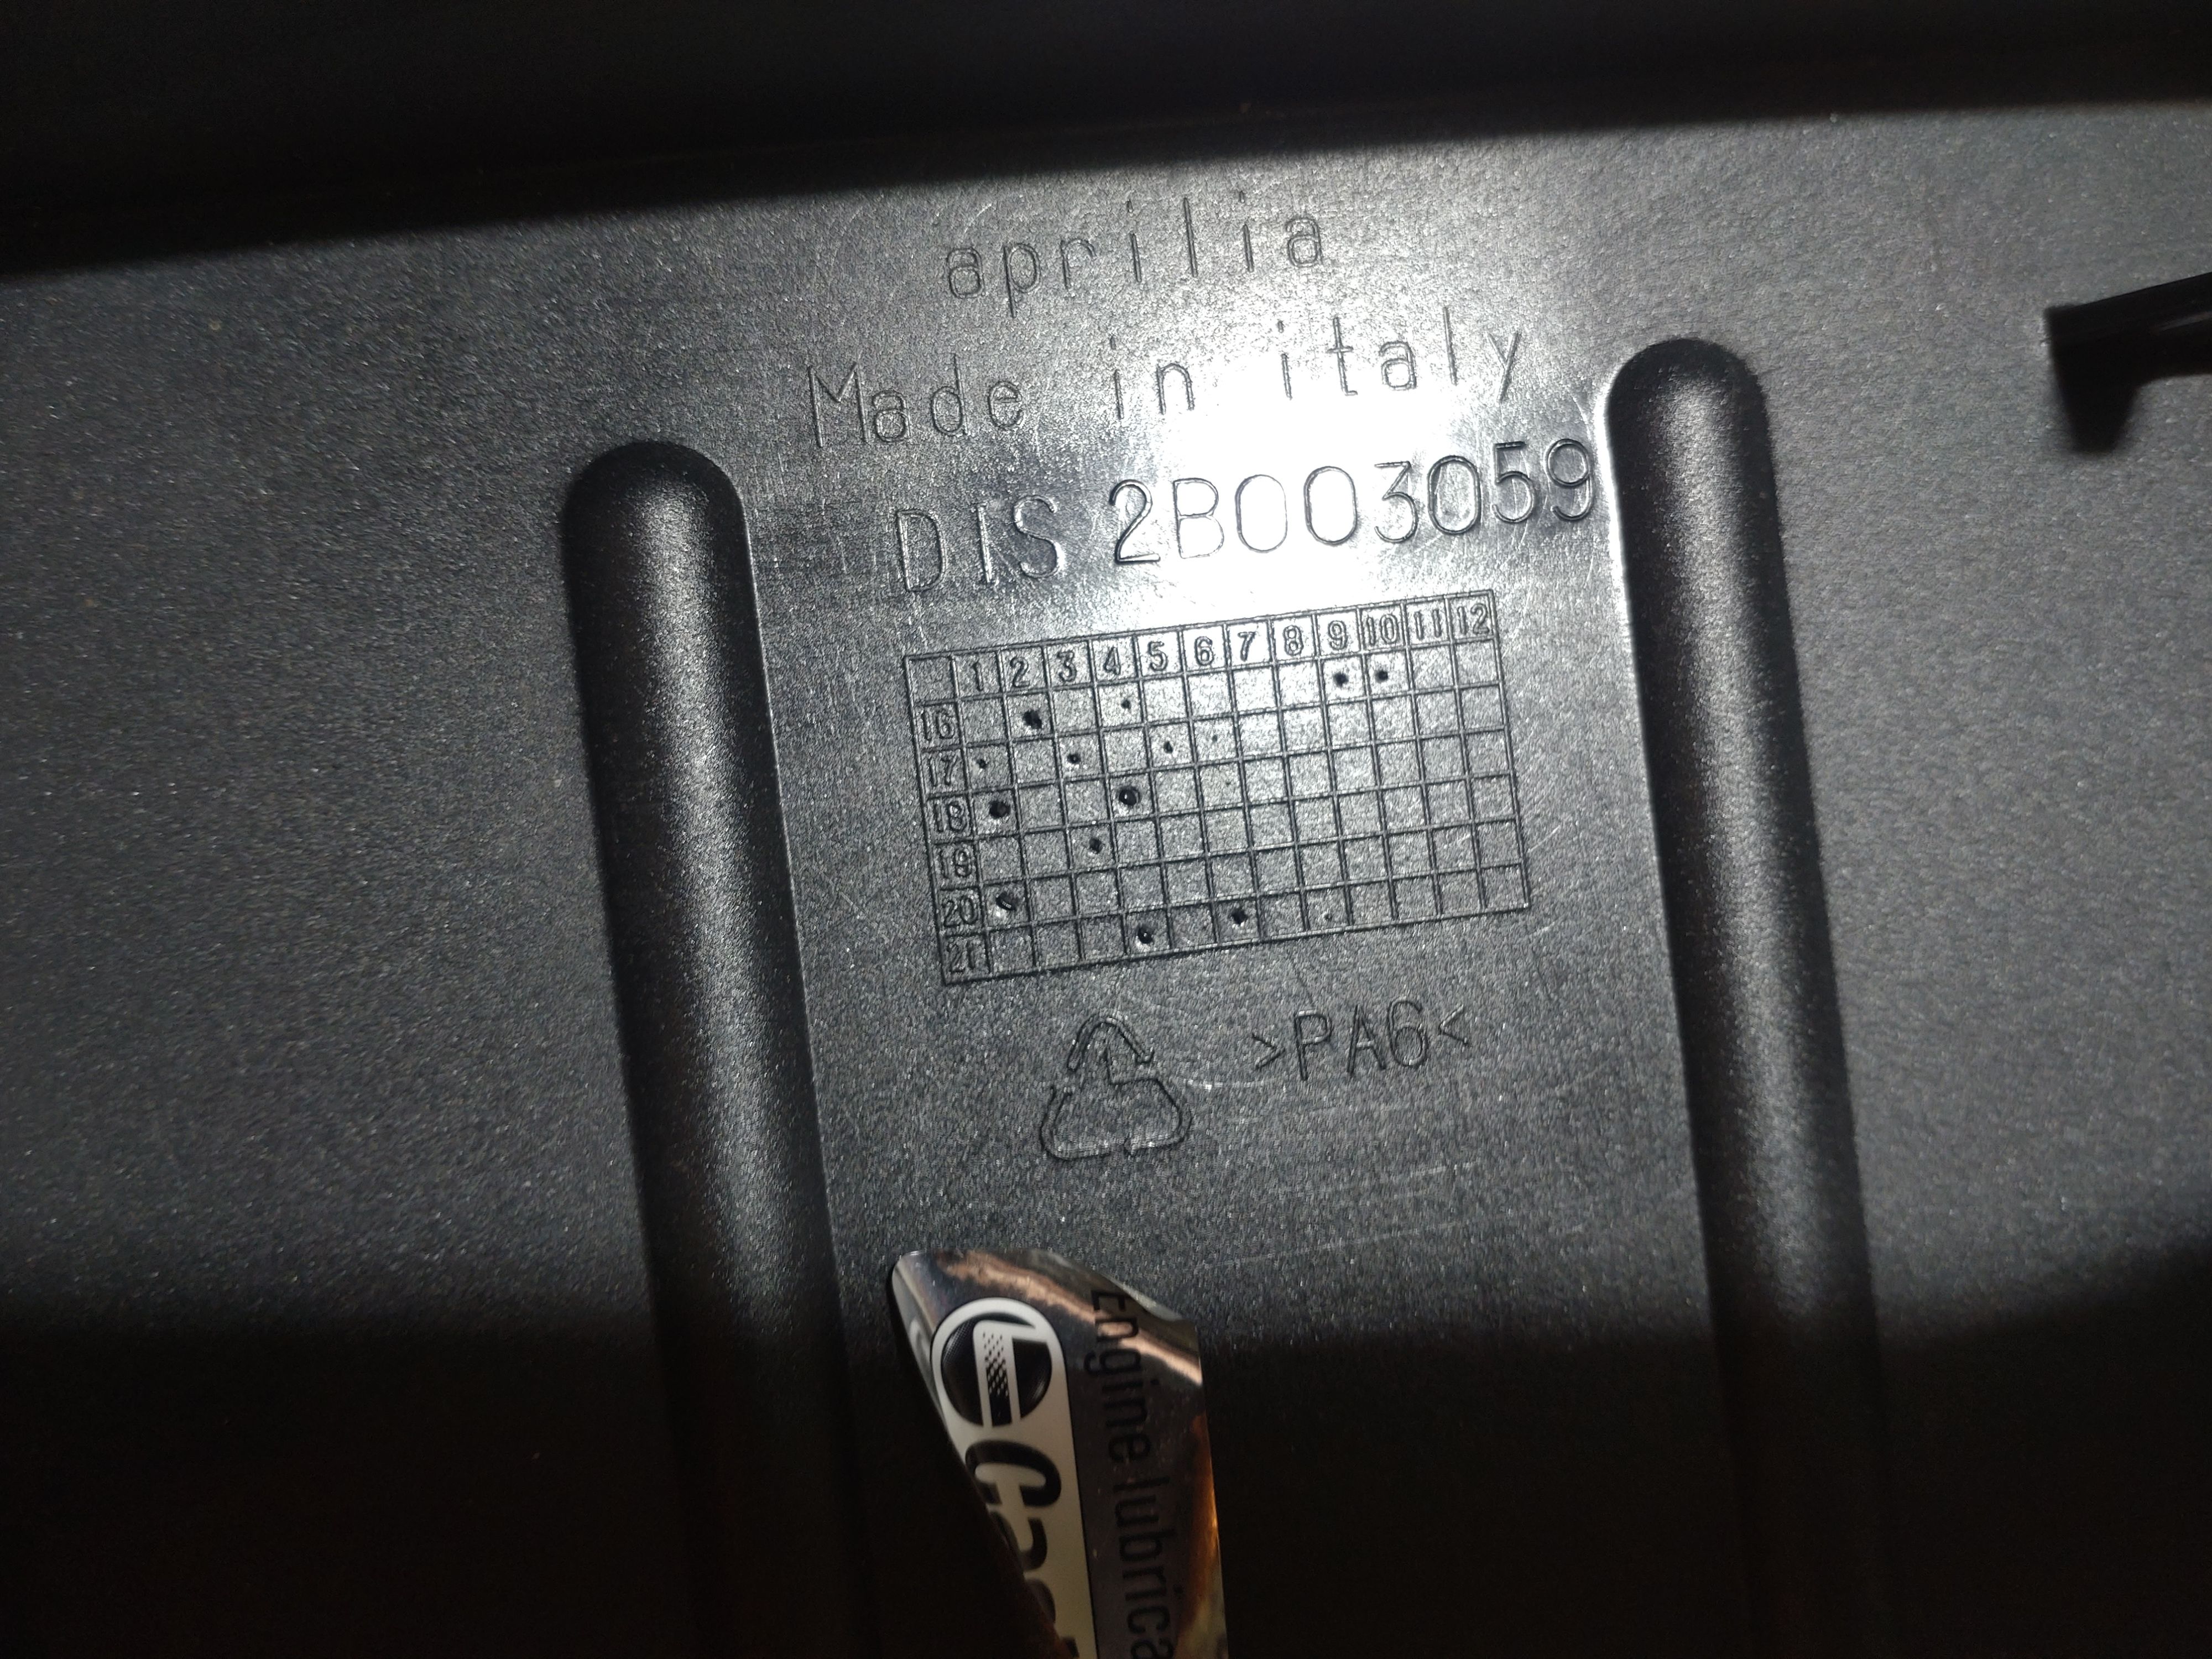 aprilia
Made in italy
DIS 2B003059
1 2 3 4 5 6 7 8 9 10 11 12
16
17
18
19
20
21
>PA6<
Engine lubrica